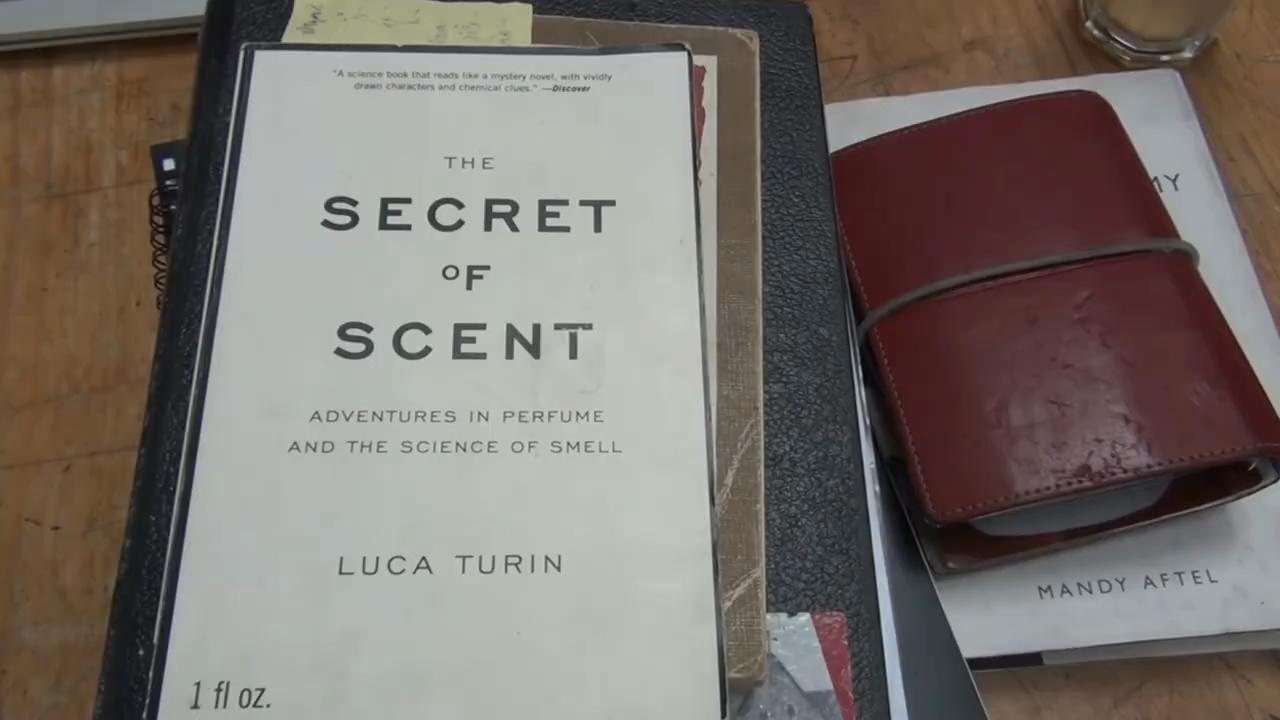 "A science book that reads like a mystery novel, with vividly
drawn characters and chemical clues." —Discover
THE
SECRET
OF
SCENT
ADVENTURES IN PERFUME
AND THE SCIENCE OF SMELL
LUCA TURIN
1 fl oz.
MY
MANDY AFTEL